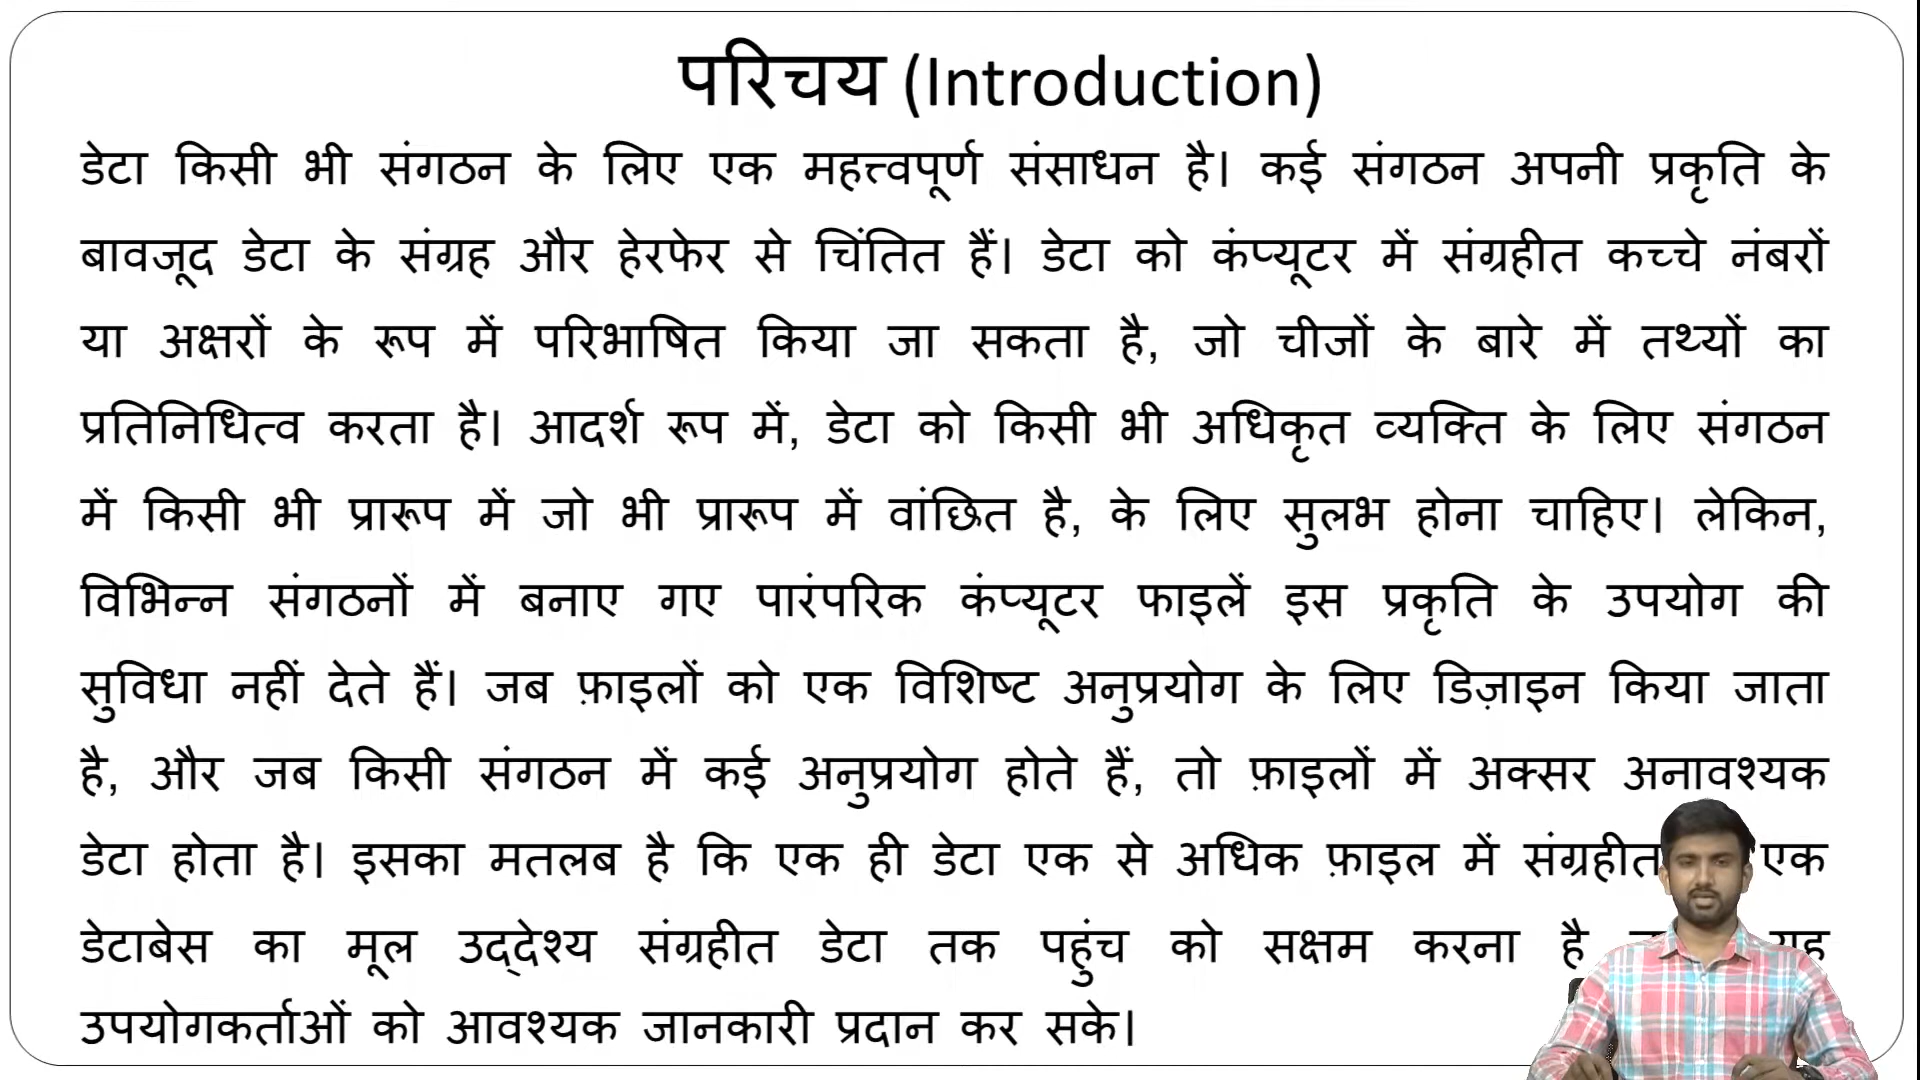 परिचय (Introduction)
डेटा किसी भी संगठन के लिए एक महत्त्वपूर्ण संसाधन है। कई संगठन अपनी प्रकृति के
बावजूद डेटा के संग्रह और हेरफेर से चिंतित हैं। डेटा को कंप्यूटर में संग्रहीत कच्चे नंबरों
या अक्षरों के रूप में परिभाषित किया जा सकता है, जो चीजों के बारे में तथ्यों का
प्रतिनिधित्व करता है। आदर्श रूप में, डेटा को किसी भी अधिकृत व्यक्ति के लिए संगठन
में किसी भी प्रारूप में जो भी प्रारूप में वांछित है, के लिए सुलभ होना चाहिए। लेकिन,
विभिन्न संगठनों में बनाए गए पारंपरिक कंप्यूटर फाइलें इस प्रकृति के उपयोग की
सुविधा नहीं देते हैं। जब फ़ाइलों को एक विशिष्ट अनुप्रयोग के लिए डिज़ाइन किया जाता
है, और जब किसी संगठन में कई अनुप्रयोग होते हैं, तो फ़ाइलों में अक्सर अनावश्यक
डेटा होता है। इसका मतलब है कि एक ही डेटा एक से अधिक फ़ाइल में संग्रहीत एक
डेटाबेस का मूल उद्देश्य संग्रहीत डेटा तक पहुंच को सक्षम करना है यह
उपयोगकर्ताओं को आवश्यक जानकारी प्रदान कर सके।